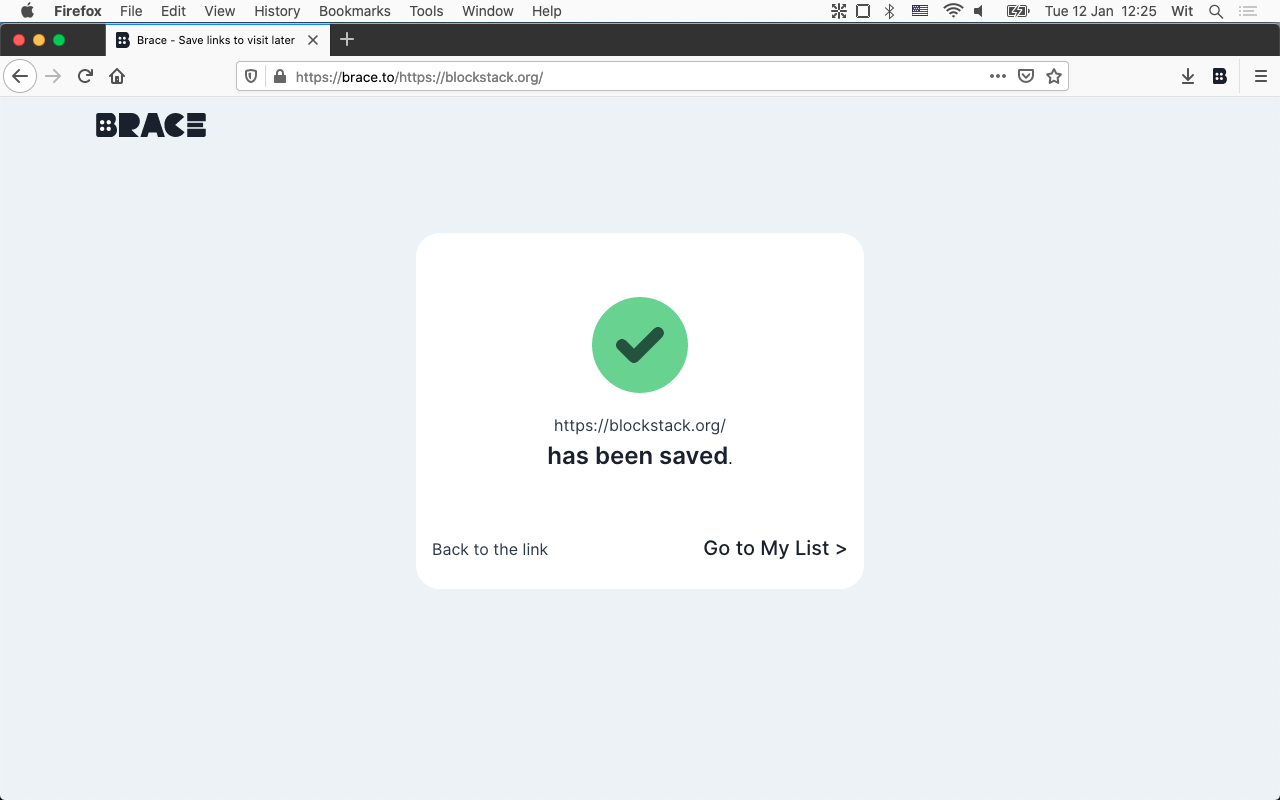 Firefox File Edit View History Bookmarks Tools Window Help Tue 12 Jan 12:25 Wit
Brace - Save links to visit later
https://brace.to/https://blockstack.org/
BRACE
https://blockstack.org/
has been saved.
Back to the link Go to My List >